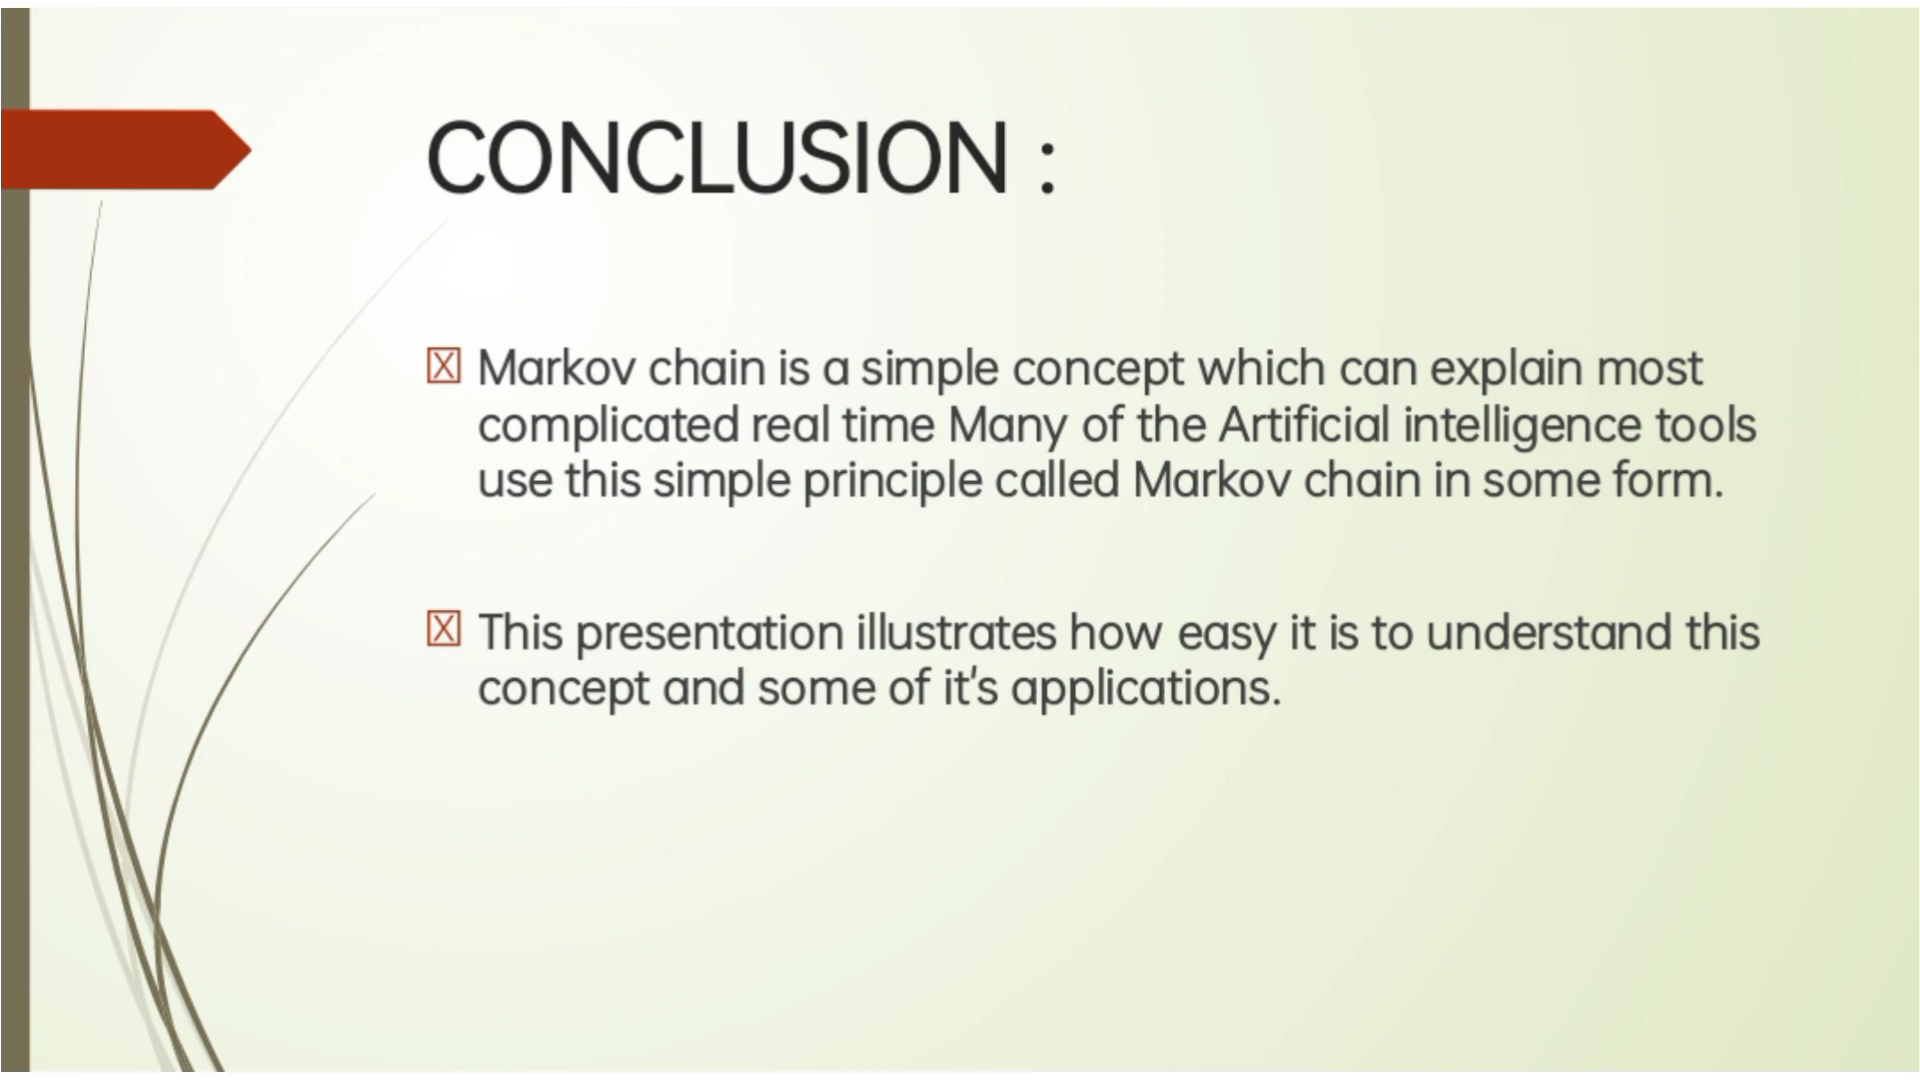 CONCLUSION :
☒ Markov chain is a simple concept which can explain most
complicated real time Many of the Artificial intelligence tools
use this simple principle called Markov chain in some form.
☒ This presentation illustrates how easy it is to understand this
concept and some of it's applications.